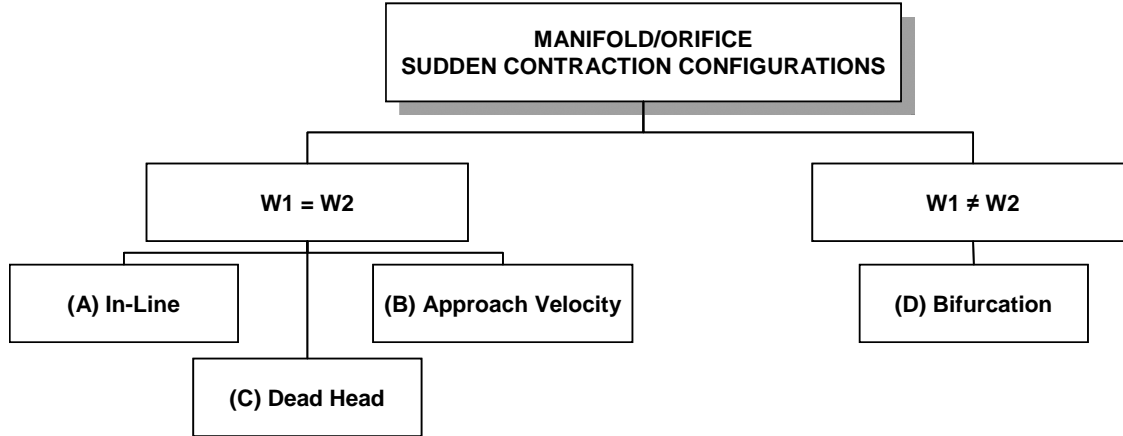 MANIFOLD/ORIFICE
SUDDEN CONTRACTION CONFIGURATIONS
W1 = W2
W1 ≠ W2
(A) In-Line
(B) Approach Velocity
(D) Bifurcation
(C) Dead Head